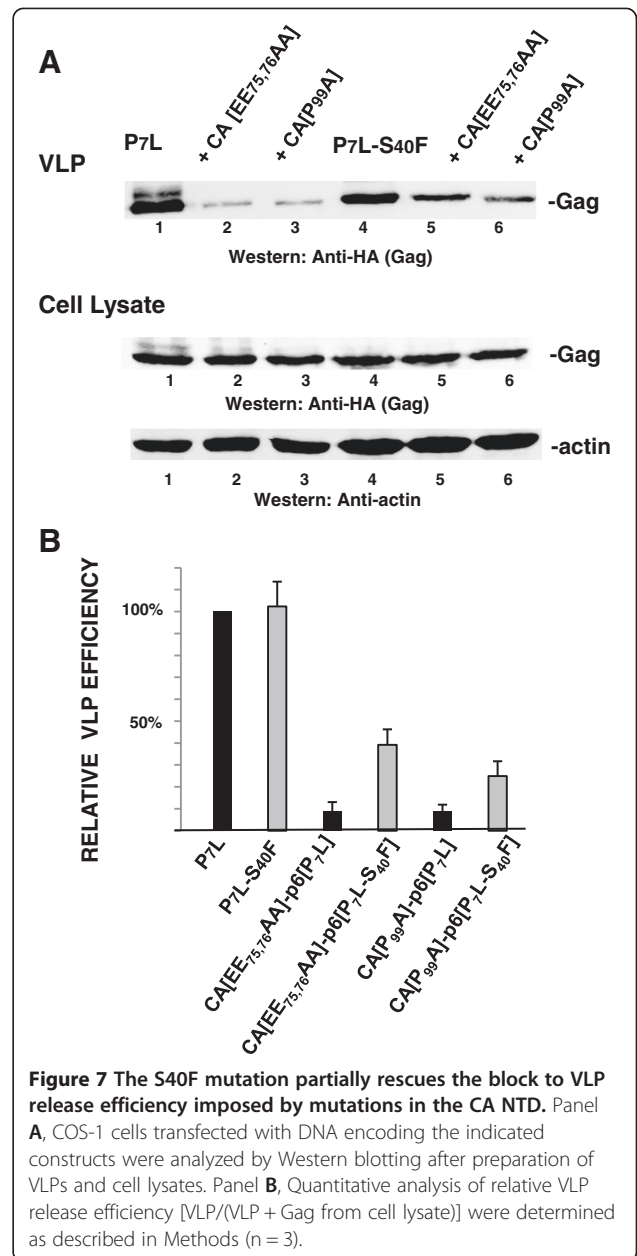 A
P7L
+ CA [EE75,76AA]
+ CA[P99A]
P7L-S40F
+ CA[EE75,76AA]
+ CA[P99A]
VLP
-Gag
1 2 3 4 5 6
Western: Anti-HA (Gag)
Cell Lysate
-Gag
1 2 3 4 5 6
Western: Anti-HA (Gag)
-actin
1 2 3 4 5 6
Western: Anti-actin
B
RELATIVE VLP EFFICIENCY
100%
50%
P7L
P7L-S40F
CA[EE75,76AA]-p6[P7L]
CA[EE75,76AA]-p6[P7L-S40F]
CA[P99A]-p6[P7L]
CA[P99A]-p6[P7L-S40F]
Figure 7 The S40F mutation partially rescues the block to VLP
release efficiency imposed by mutations in the CA NTD. Panel
A, COS-1 cells transfected with DNA encoding the indicated
constructs were analyzed by Western blotting after preparation of
VLPs and cell lysates. Panel B, Quantitative analysis of relative VLP
release efficiency [VLP/(VLP + Gag from cell lysate)] were determined
as described in Methods (n = 3).